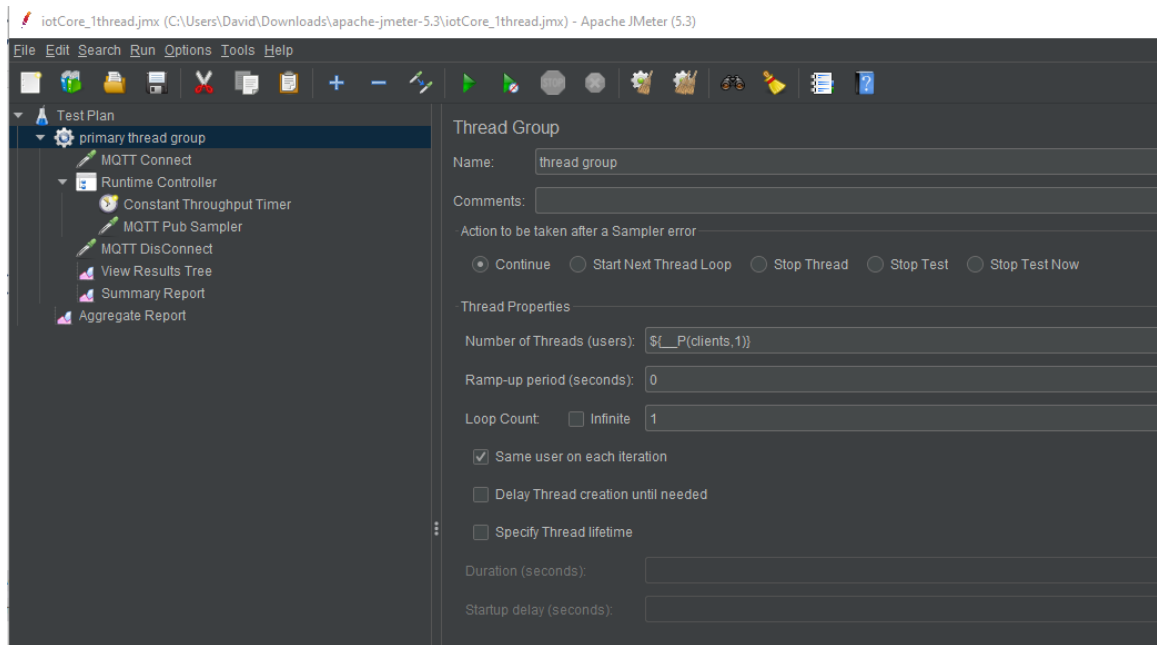 iotCore_1thread.jmx (C:\Users\David\Downloads\apache-jmeter-5.3\iotCore_1thread.jmx) - Apache JMeter (5.3)
File Edit Search Run Options Tools Help
STOP
Test Plan
primary thread group
MQTT Connect
Runtime Controller
Constant Throughput Timer
MQTT Pub Sampler
MQTT DisConnect
View Results Tree
Summary Report
Aggregate Report
Thread Group
Name: thread group
Comments:
Action to be taken after a Sampler error
Continue Start Next Thread Loop Stop Thread Stop Test Stop Test Now
Thread Properties
Number of Threads (users): ${__P(clients,1)}
Ramp-up period (seconds): 0
Loop Count: Infinite 1
Same user on each iteration
Delay Thread creation until needed
Specify Thread lifetime
Duration (seconds):
Startup delay (seconds):